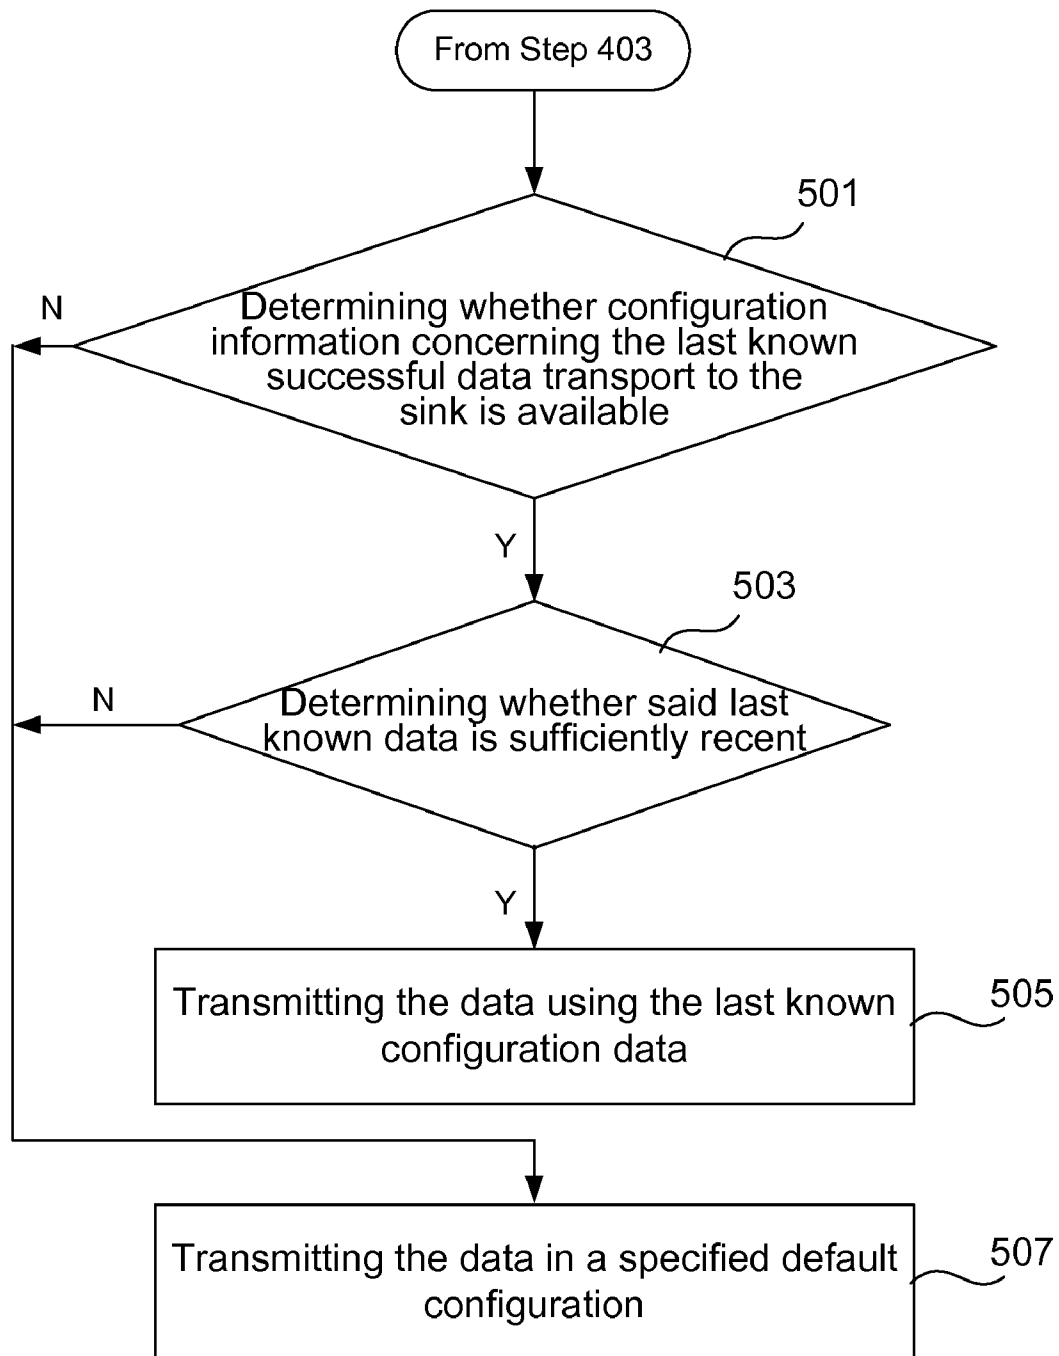 From Step 403
501
N
Determining whether configuration
information concerning the last known
successful data transport to the
sink is available
Y
503
N
Determining whether said last
known data is sufficiently recent
Y
Transmitting the data using the last known
configuration data
505
Transmitting the data in a specified default
configuration
507